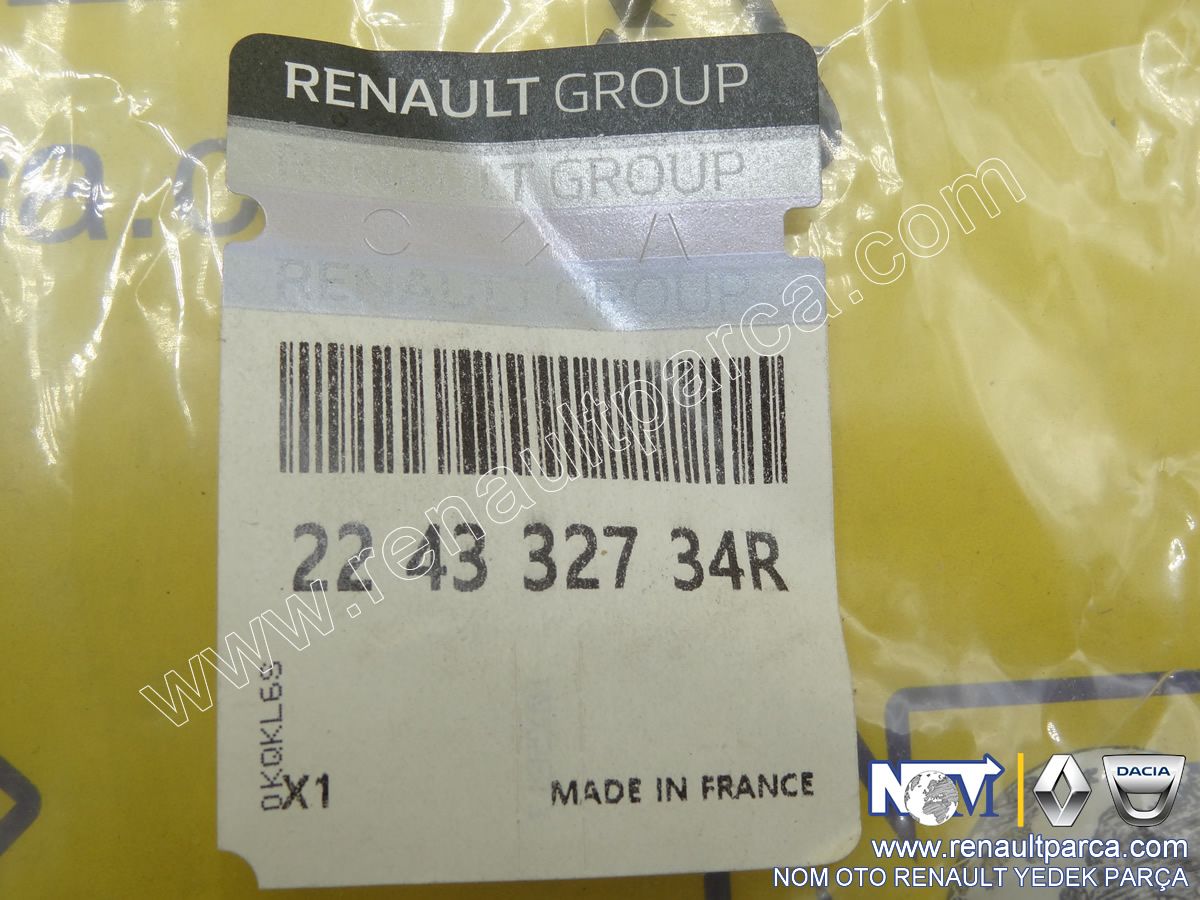 RENAULT GROUP
RENAULT GROUP
RENAULT GROUP
22 43 327 34R
0KQKL69
X1
MADE IN FRANCE
www.renaultparca.com
ra.c
NOM
DACIA
www.renaultparca.com
NOM OTO RENAULT YEDEK PARÇA